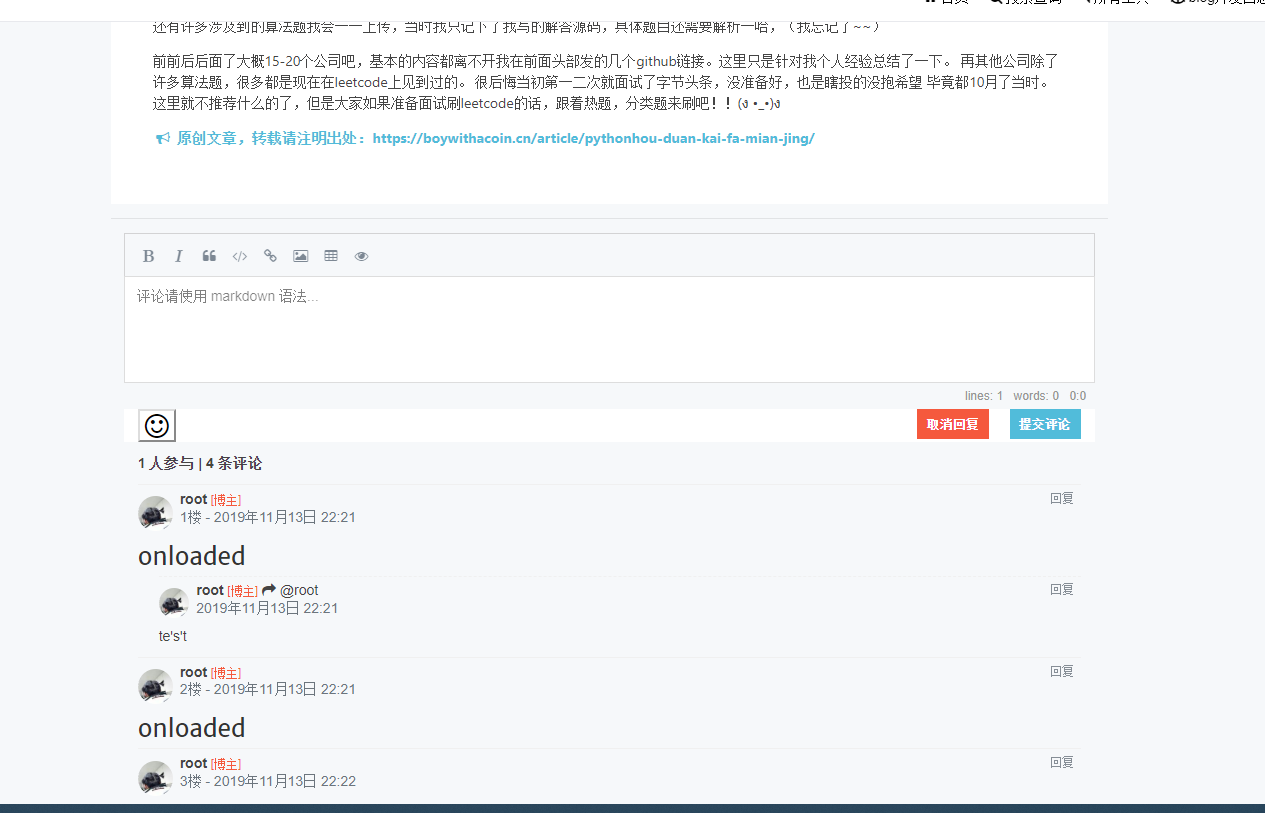 首页 搜索查询 所有工具 blog开发日志
还有许多涉及到的算法题我会一一上传，当时我只记下了我写的解答源码，具体题目还需要解析一哈，（我忘记了~~）
前前后后面了大概15-20个公司吧，基本的内容都离不开我在前面头部发的几个github链接。这里只是针对我个人经验总结了一下。 再其他公司除了
许多算法题，很多都是现在在leetcode上见到过的。 很后悔当初第一二次就面试了字节头条，没准备好，也是瞎投的没抱希望 毕竟都10月了当时。
这里就不推荐什么的了，但是大家如果准备面试刷leetcode的话，跟着热题，分类题来刷吧！！(ง •_•)ง
原创文章，转载请注明出处：https://boywithacoin.cn/article/pythonhou-duan-kai-fa-mian-jing/
B I
评论请使用 markdown 语法...
lines: 1 words: 0 0:0
取消回复 提交评论
1 人参与 | 4 条评论
root [博主] 回复
1楼 - 2019年11月13日 22:21
onloaded
root [博主] @root 回复
2019年11月13日 22:21
te's't
root [博主] 回复
2楼 - 2019年11月13日 22:21
onloaded
root [博主] 回复
3楼 - 2019年11月13日 22:22